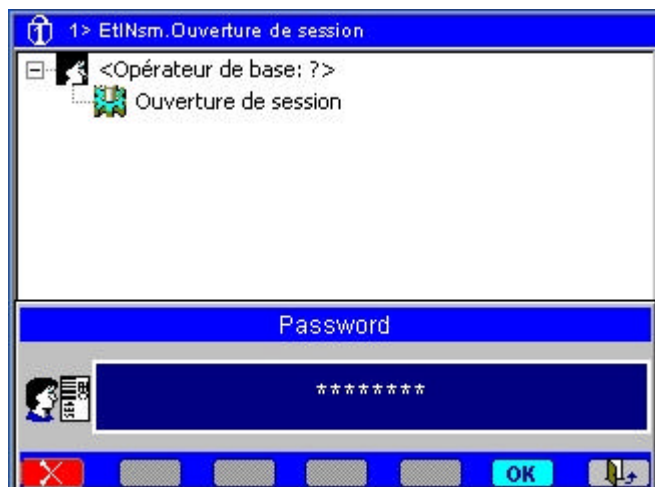 1> EtlNsm.Ouverture de session
<Opérateur de base: ?>
Ouverture de session
Password
********
OK